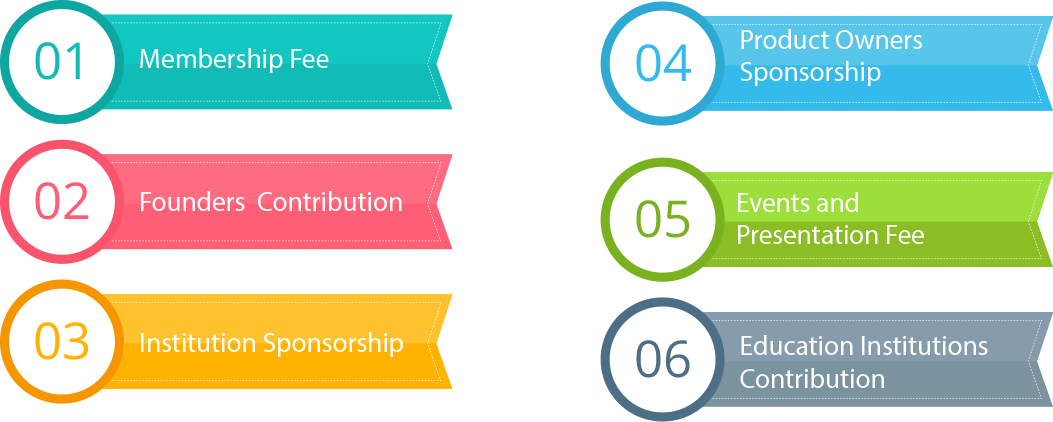 01
Membership Fee
02
Founders  Contribution
03
Institution Sponsorship
04
Product Owners
Sponsorship
05
Events and
Presentation Fee
06
Education Institutions
Contribution